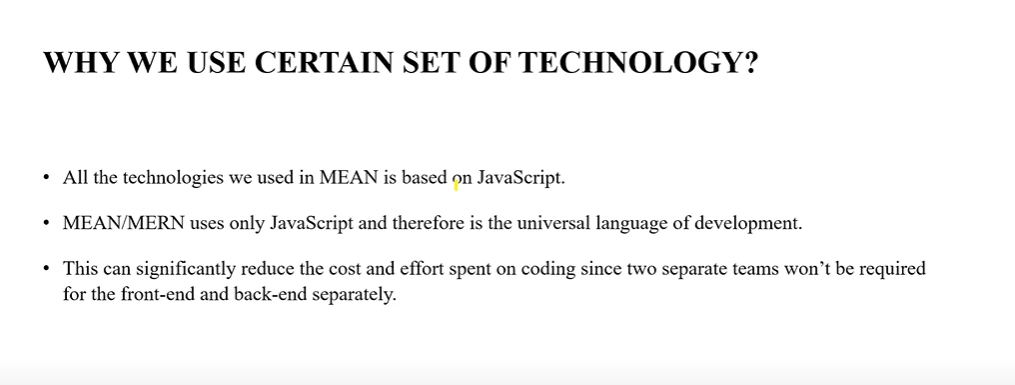 WHY WE USE CERTAIN SET OF TECHNOLOGY?
• All the technologies we used in MEAN is based on JavaScript.
• MEAN/MERN uses only JavaScript and therefore is the universal language of development.
• This can significantly reduce the cost and effort spent on coding since two separate teams won’t be required
for the front-end and back-end separately.